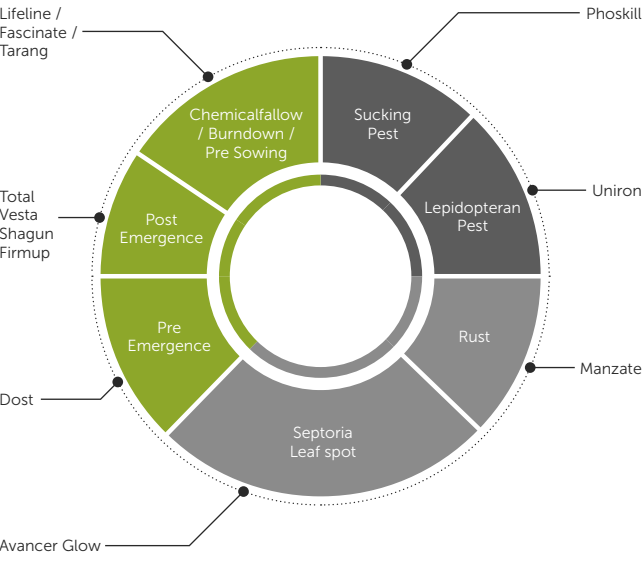 Lifeline /
Fascinate /
Tarang
Phoskill
Chemicalfallow
/ Burndown /
Pre Sowing
Sucking
Pest
Total
Vesta
Shagun
Firmup
Post
Emergence
Lepidopteran
Pest
Uniron
Pre
Emergence
Rust
Manzate
Dost
Septoria
Leaf spot
Avancer Glow